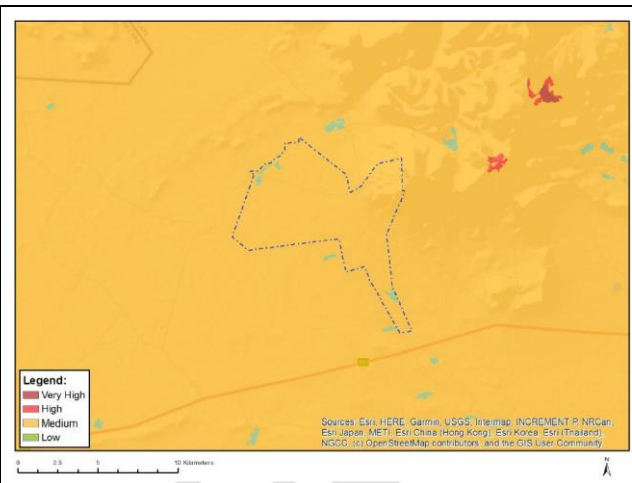 Legend:
Very High
High
Medium
Low
Sources: Esri, HERE, Garmin, USGS, Intermap, INCREMENT P, NRCan,
Esri Japan, METI, Esri China (Hong Kong), Esri Korea, Esri (Thailand),
NGCC, (c) OpenStreetMap contributors, and the GIS User Community
0 2.5 5 10 Kilometers
N